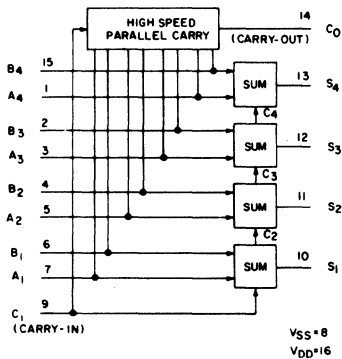 HIGH SPEED
PARALLEL CARRY
14
(CARRY-OUT)
C0
B4 15
SUM
13
S4
A4 1
C4
B3 2
SUM
12
S3
A3 3
C3
B2 4
SUM
11
S2
A2 5
C2
B1 6
SUM
10
S1
A1 7
C1 9
(CARRY-IN)
VSS=8
VDD=16